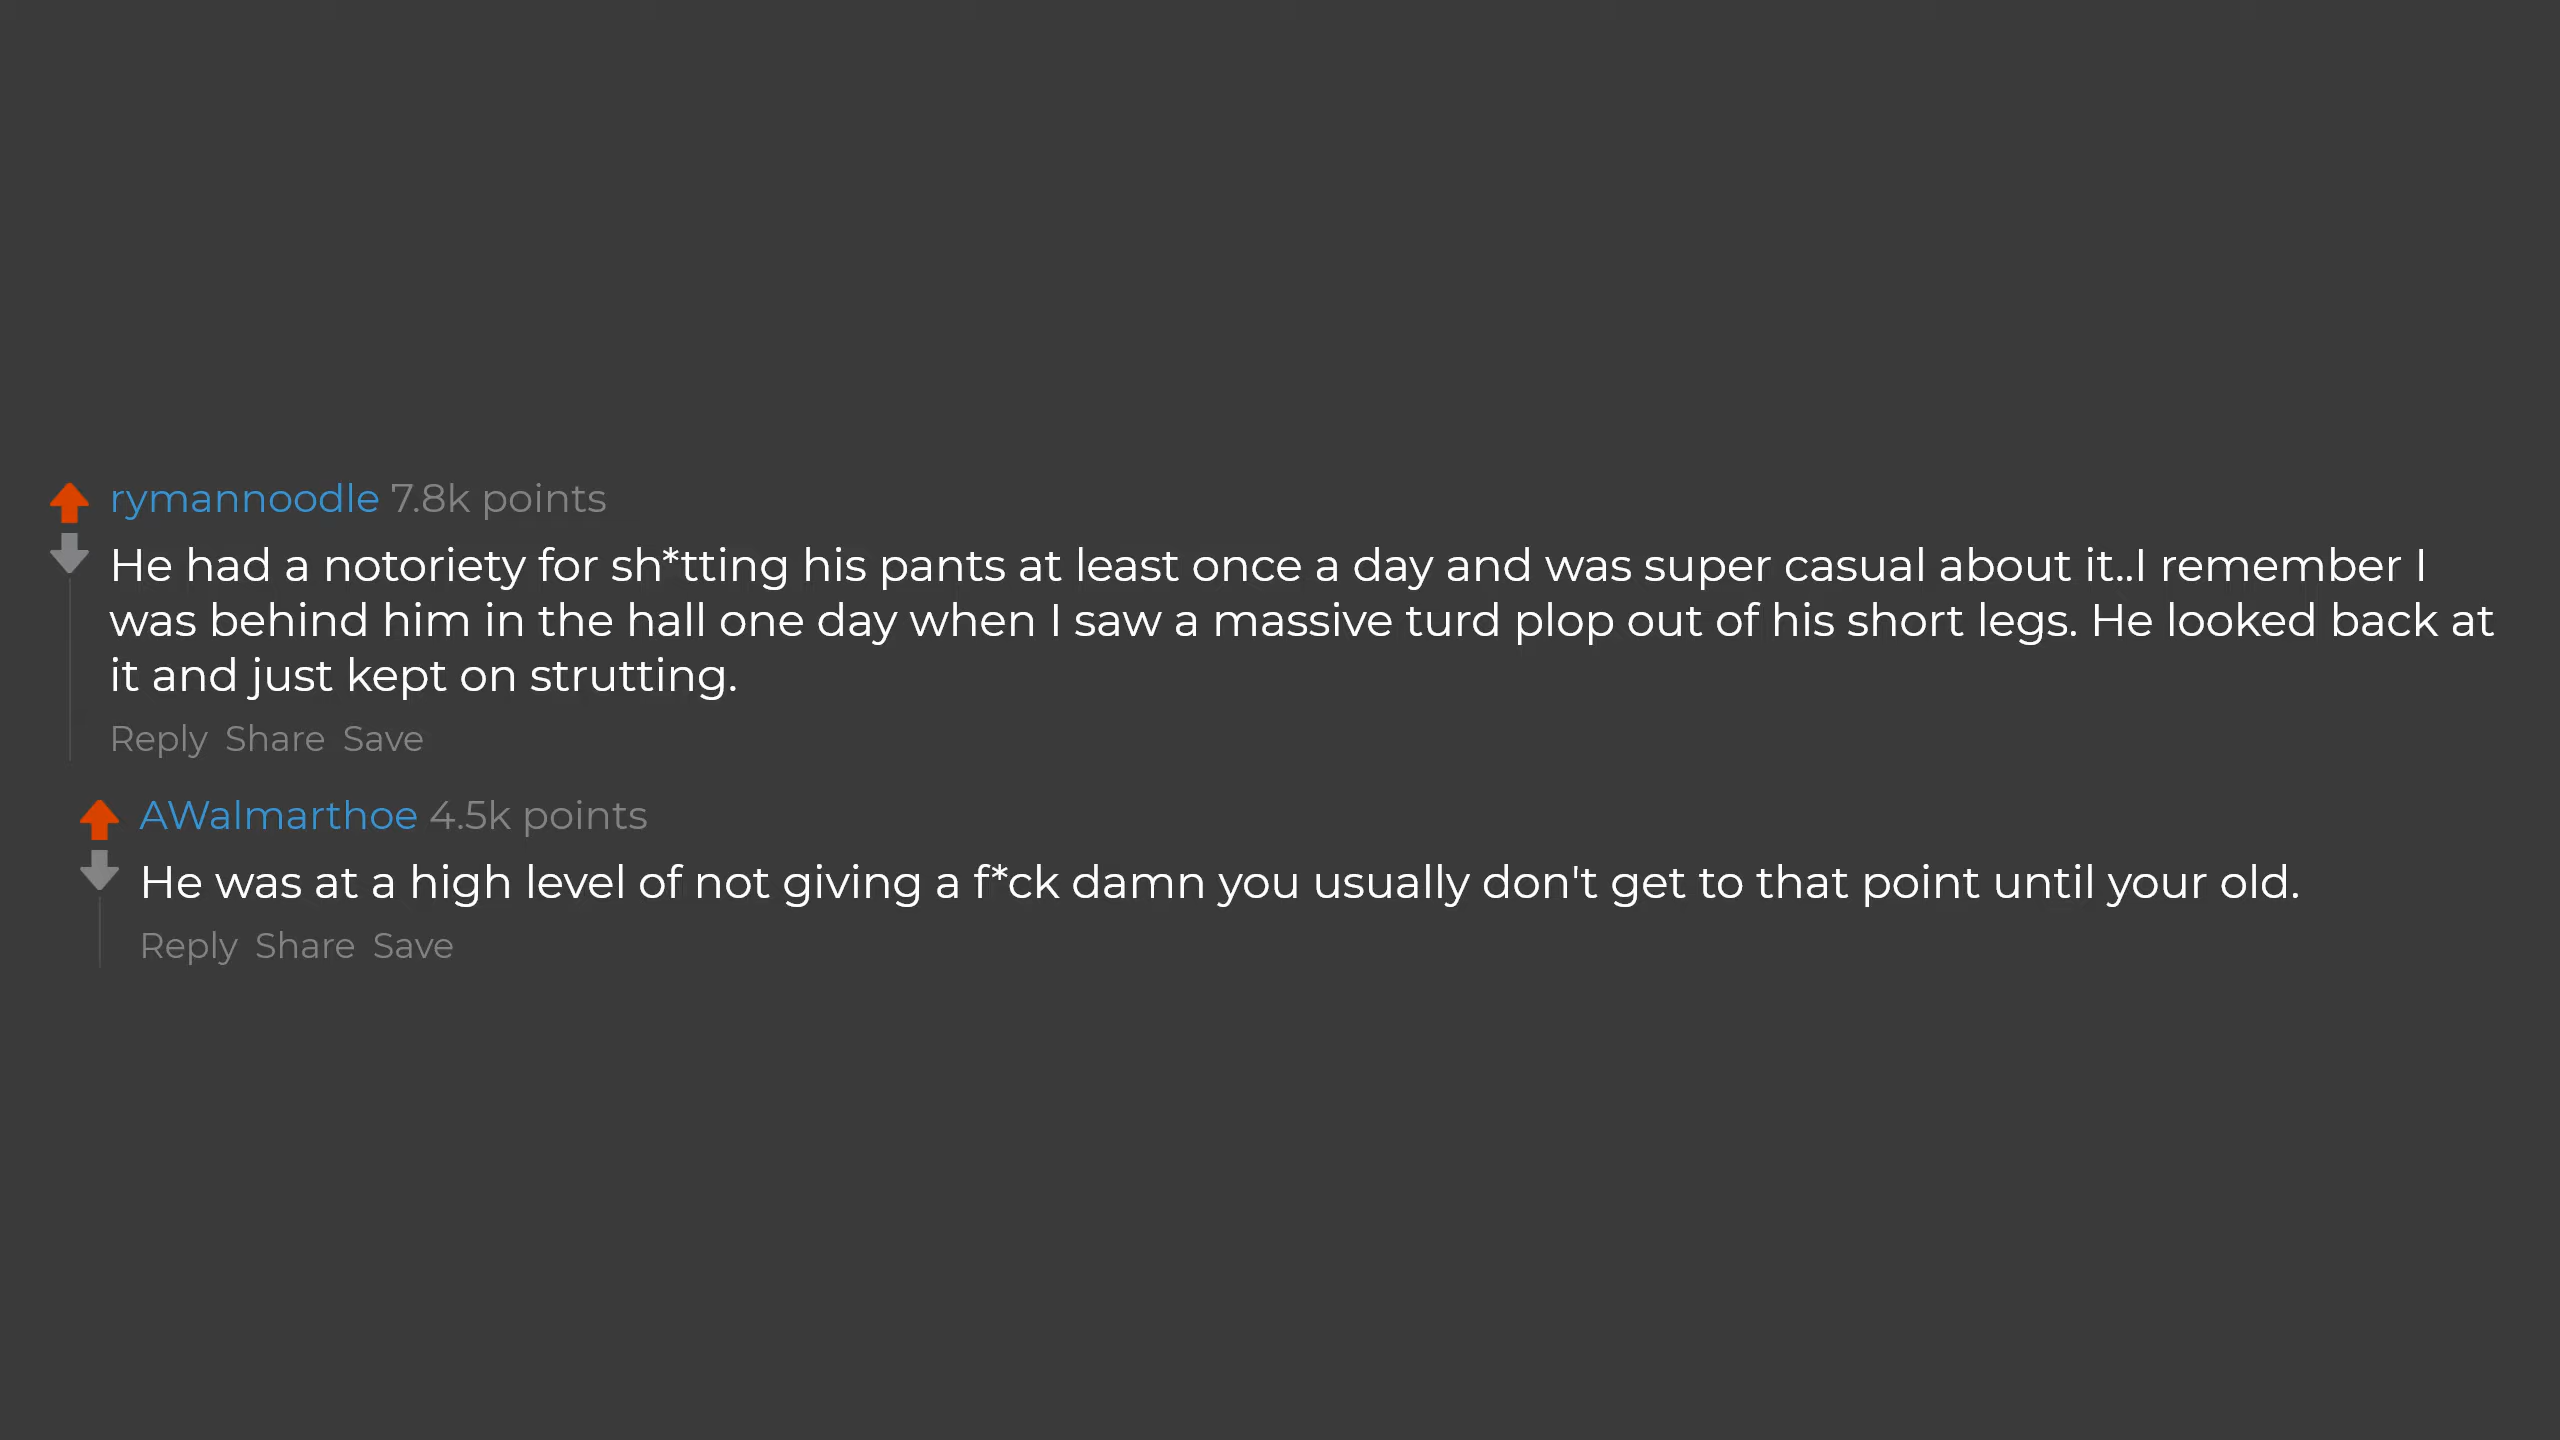 rymannoodle 7.8k points
He had a notoriety for sh*tting his pants at least once a day and was super casual about it..I remember I
was behind him in the hall one day when I saw a massive turd plop out of his short legs. He looked back at
it and just kept on strutting.
Reply Share Save
AWalmarthoe 4.5k points
He was at a high level of not giving a f*ck damn you usually don't get to that point until your old.
Reply Share Save